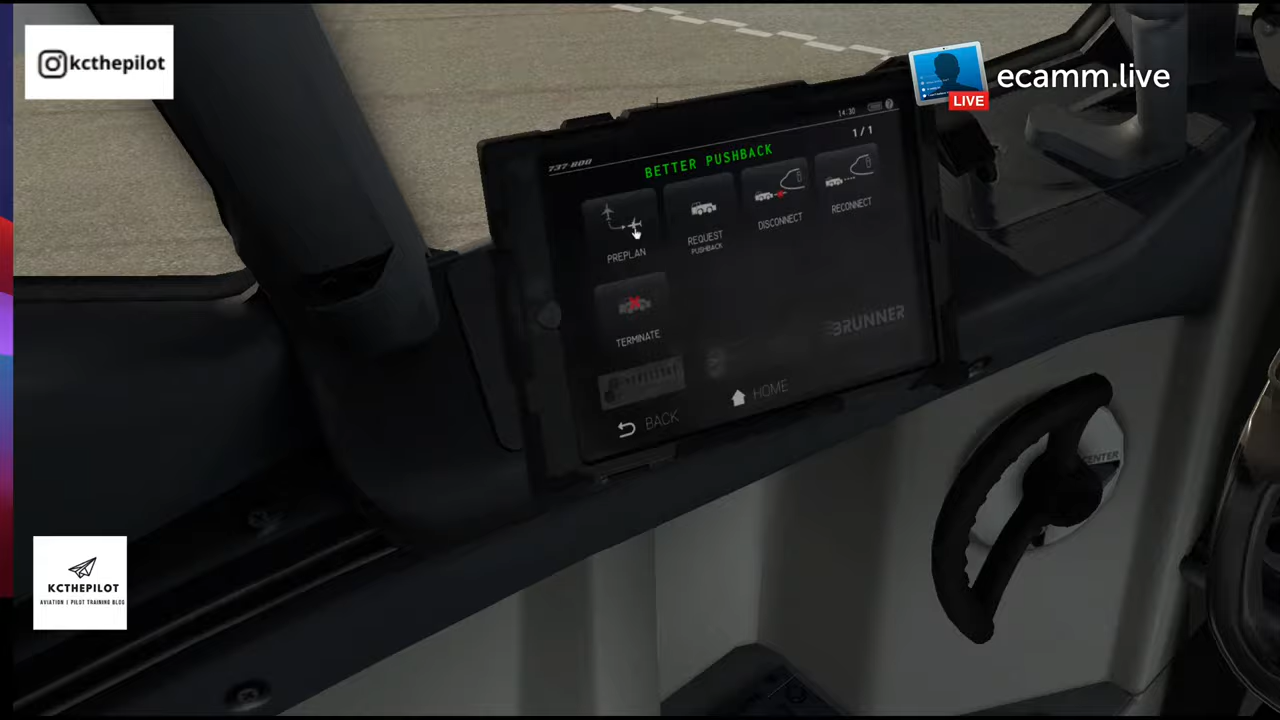 kcthepilot
ecamm.live
LIVE
14:30
737-800
BETTER PUSHBACK
1/1
PREPLAN
REQUEST
PUSHBACK
DISCONNECT
RECONNECT
TERMINATE
BRUNNER
BACK
HOME
CENTER
KCTHEPILOT
AVIATION | PILOT TRAINING BLOG